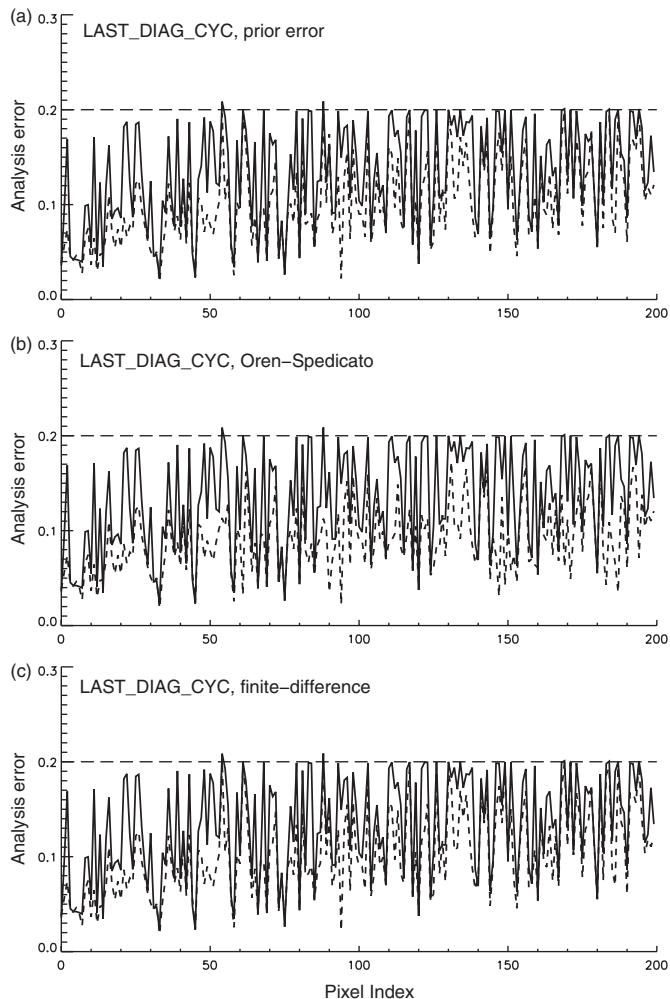 (a)
0.3
LAST_DIAG_CYC, prior error
0.2
Analysis error
0.1
0.0
0 50 100 150 200
(b)
0.3
LAST_DIAG_CYC, Oren–Spedicato
0.2
Analysis error
0.1
0.0
0 50 100 150 200
(c)
0.3
LAST_DIAG_CYC, finite–difference
0.2
Analysis error
0.1
0.0
0 50 100 150 200
Pixel Index